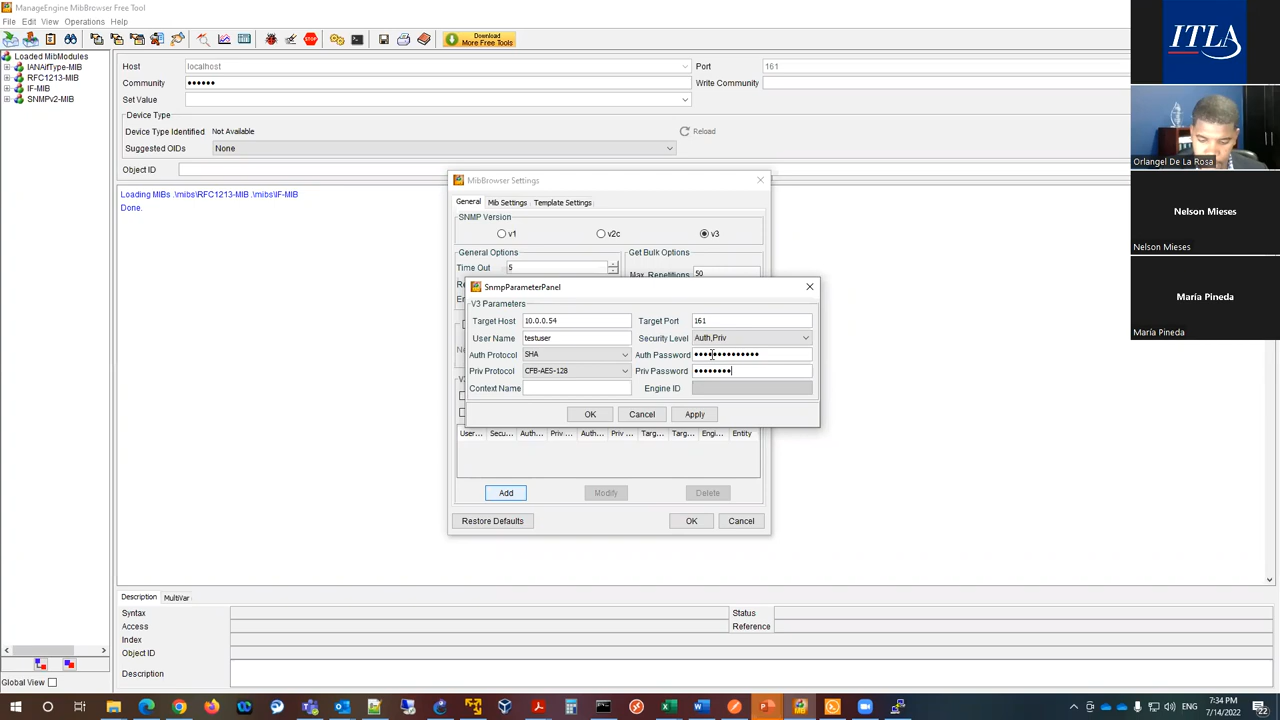 ManageEngine MibBrowser Free Tool
File Edit View Operations Help
Download
More Free Tools
Loaded MibModules
IANAifType-MIB
RFC1213-MIB
IF-MIB
SNMPv2-MIB
Global View
Host localhost Port 161
Community •••••• Write Community
Set Value
Device Type
Device Type Identified Not Available Reload
Suggested OIDs None
Object ID
Loading MIBs .\mibs\RFC1213-MIB .\mibs\IF-MIB
Done.
MibBrowser Settings
General Mib Settings Template Settings
SNMP Version
v1 v2c v3
General Options Get Bulk Options
Time Out 5 Max. Repetitions 50
SnmpParameterPanel
V3 Parameters
Target Host 10.0.0.54 Target Port 161
User Name testuser Security Level Auth,Priv
Auth Protocol SHA Auth Password ••••••••••••••
Priv Protocol CFB-AES-128 Priv Password ••••••••
Context Name Engine ID
OK Cancel Apply
User... Secu... Auth... Priv ... Auth... Priv ... Targ... Targ... Engi... Entity
Add Modify Delete
Restore Defaults OK Cancel
Description MultiVar
Syntax Status
Access Reference
Index
Object ID
Description
ITLA
Orlangel De La Rosa
Nelson Mieses
Nelson Mieses
María Pineda
María Pineda
7:34 PM
7/14/2022
22